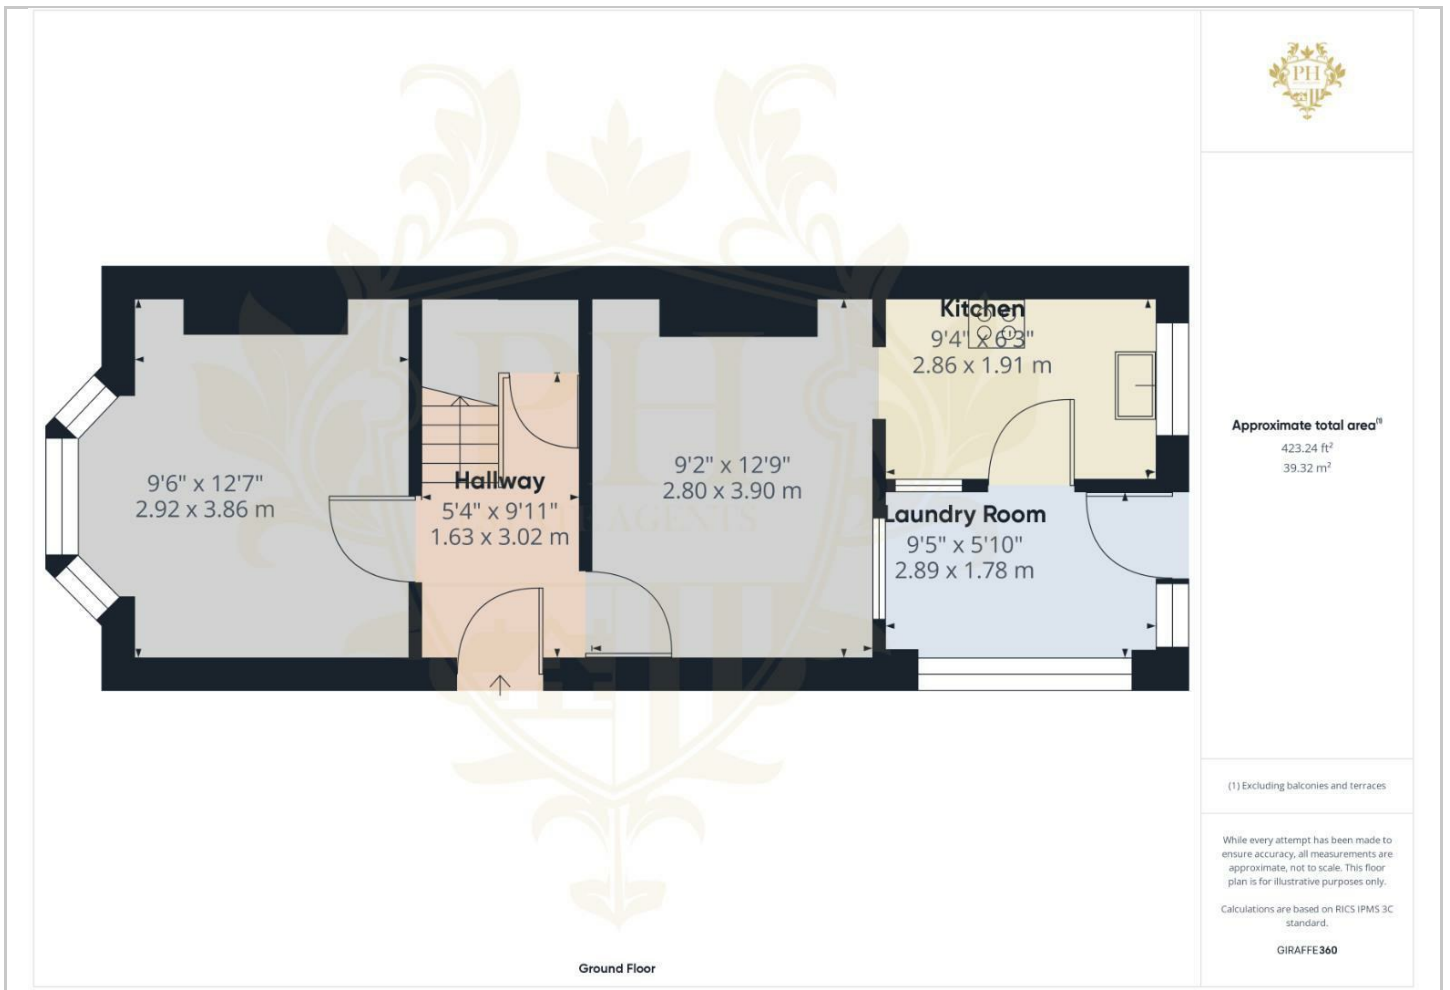 PH
Kitchen
9'4" x 6'3"
2.86 x 1.91 m
9'6" x 12'7"
2.92 x 3.86 m
Hallway
5'4" x 9'11"
1.63 x 3.02 m
9'2" x 12'9"
2.80 x 3.90 m
Laundry Room
9'5" x 5'10"
2.89 x 1.78 m
PH
AGENTS
Ground Floor
Approximate total area(1)
423.24 ft²
39.32 m²
(1) Excluding balconies and terraces
While every attempt has been made to
ensure accuracy, all measurements are
approximate, not to scale. This floor
plan is for illustrative purposes only.
Calculations are based on RICS IPMS 3C
standard.
GIRAFFE360